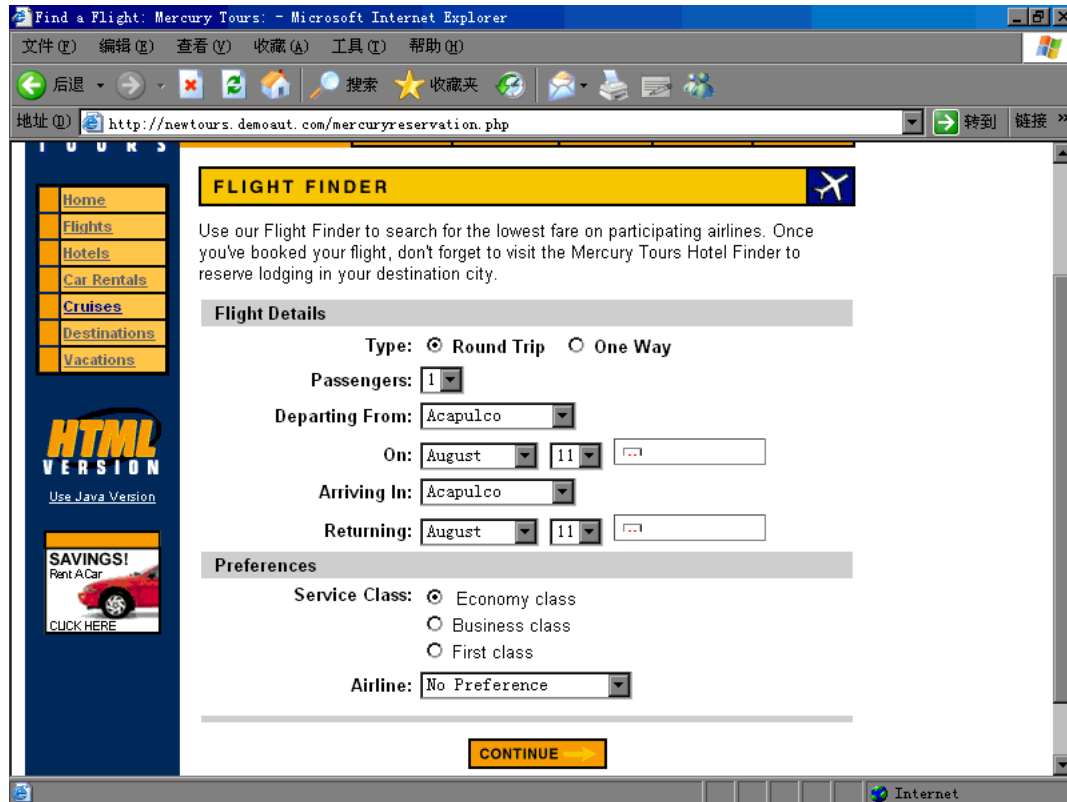 Find a Flight: Mercury Tours: - Microsoft Internet Explorer
文件(F) 编辑(E) 查看(V) 收藏(A) 工具(T) 帮助(H)
后退 搜索 收藏夹
地址(D) http://newtours.demoaut.com/mercuryreservation.php 转到 链接 »
TOURS
Home
Flights
Hotels
Car Rentals
Cruises
Destinations
Vacations
HTML
VERSION
Use Java Version
SAVINGS!
Rent A Car
CLICK HERE
FLIGHT FINDER
Use our Flight Finder to search for the lowest fare on participating airlines. Once
you've booked your flight, don't forget to visit the Mercury Tours Hotel Finder to
reserve lodging in your destination city.
Flight Details
Type: Round Trip One Way
Passengers: 1
Departing From: Acapulco
On: August 11
Arriving In: Acapulco
Returning: August 11
Preferences
Service Class: Economy class
Business class
First class
Airline: No Preference
CONTINUE
Internet